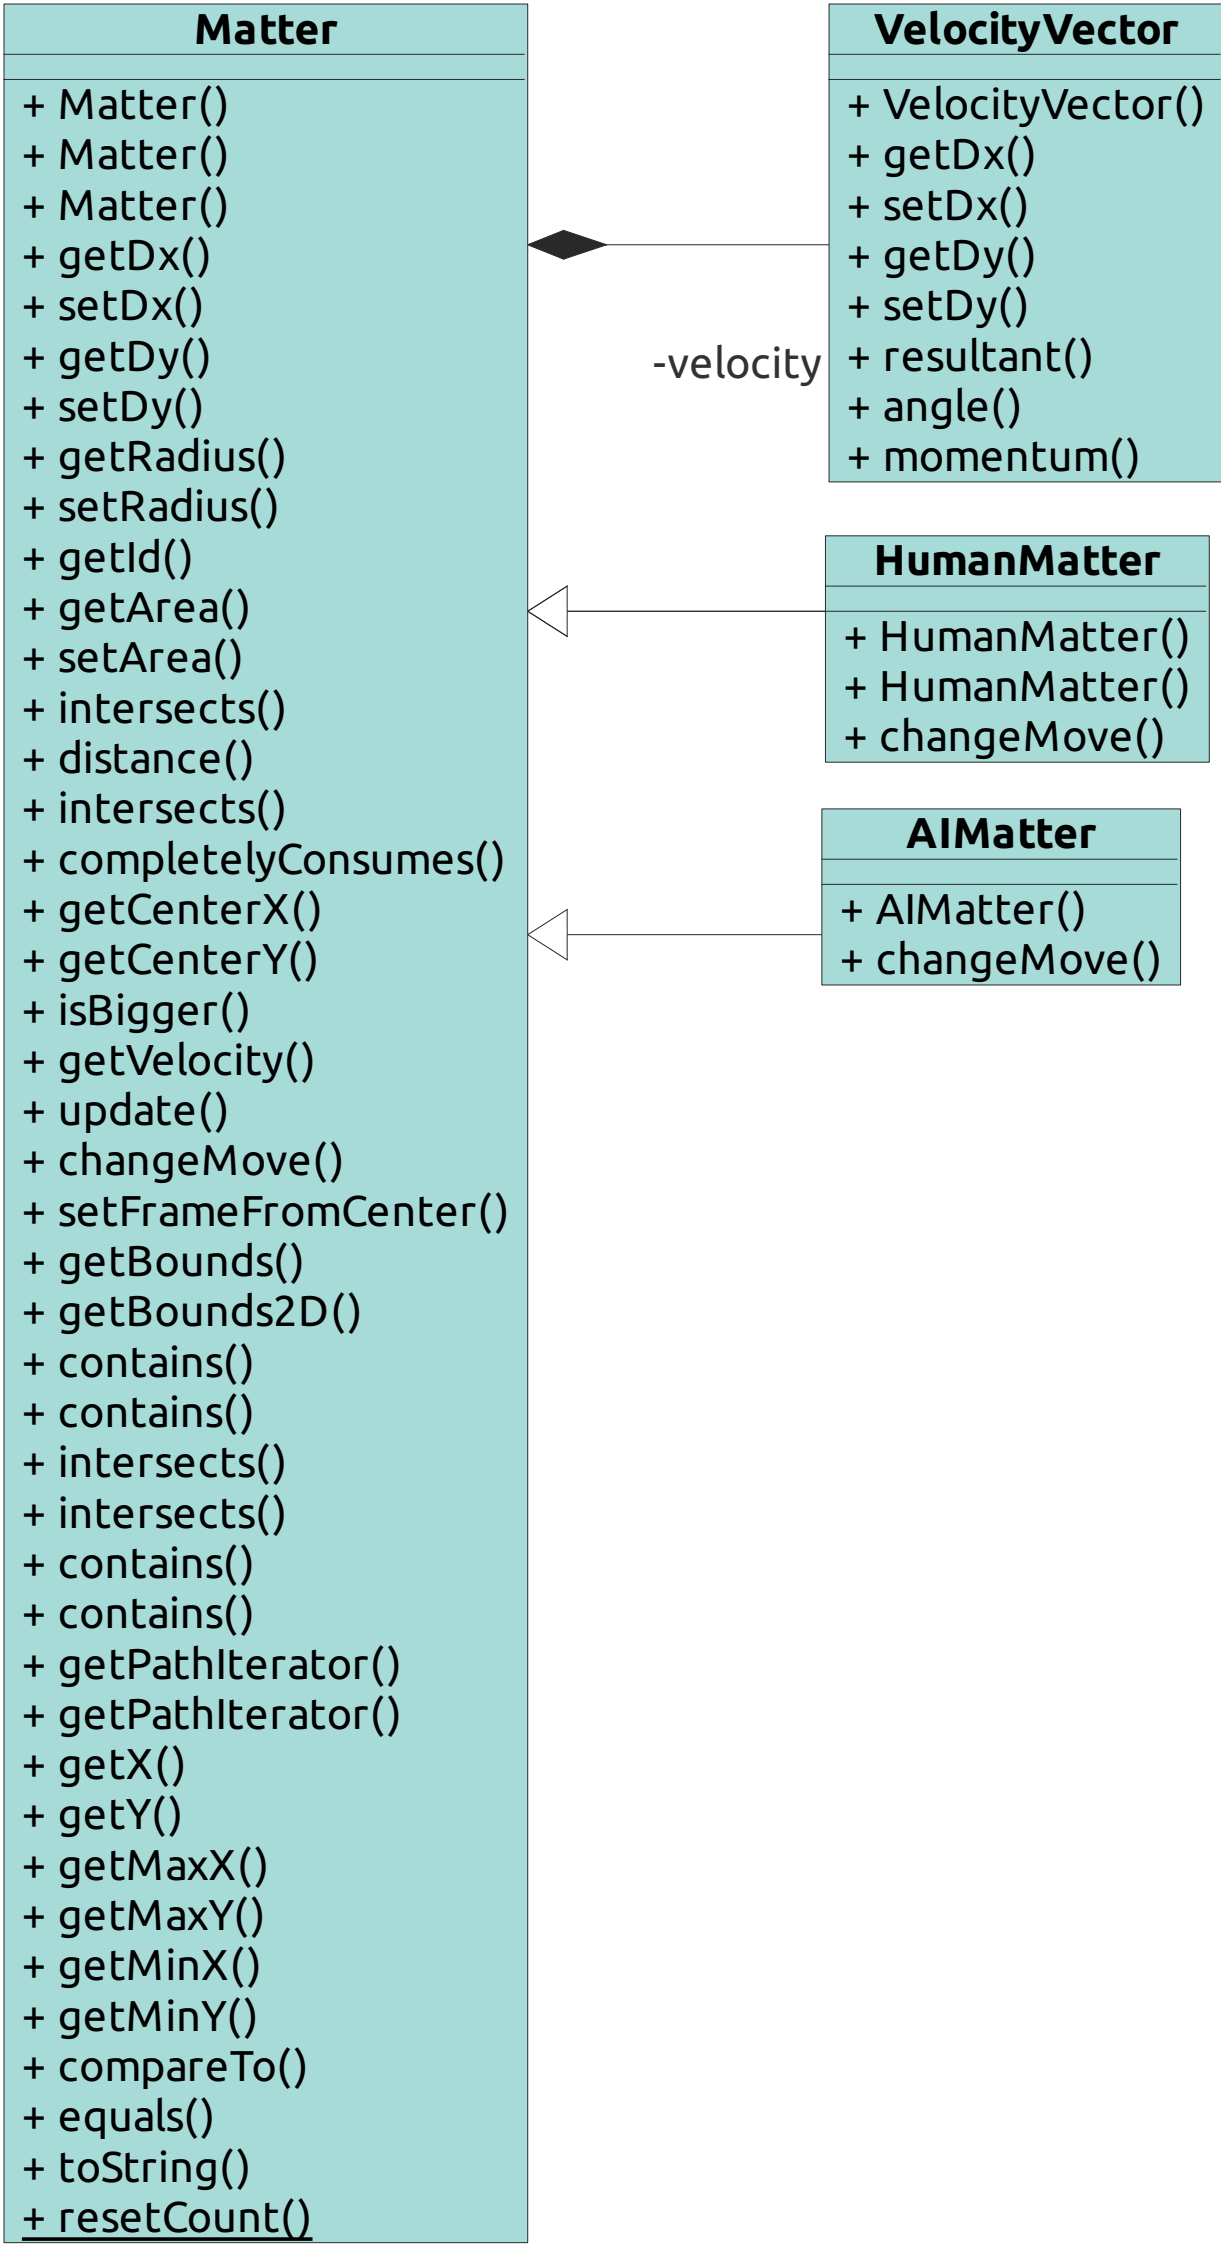 Matter
+ Matter()
+ Matter()
+ Matter()
+ getDx()
+ setDx()
+ getDy()
+ setDy()
+ getRadius()
+ setRadius()
+ getId()
+ getArea()
+ setArea()
+ intersects()
+ distance()
+ intersects()
+ completelyConsumes()
+ getCenterX()
+ getCenterY()
+ isBigger()
+ getVelocity()
+ update()
+ changeMove()
+ setFrameFromCenter()
+ getBounds()
+ getBounds2D()
+ contains()
+ contains()
+ intersects()
+ intersects()
+ contains()
+ contains()
+ getPathIterator()
+ getPathIterator()
+ getX()
+ getY()
+ getMaxX()
+ getMaxY()
+ getMinX()
+ getMinY()
+ compareTo()
+ equals()
+ toString()
+ resetCount()
-velocity
VelocityVector
+ VelocityVector()
+ getDx()
+ setDx()
+ getDy()
+ setDy()
+ resultant()
+ angle()
+ momentum()
HumanMatter
+ HumanMatter()
+ HumanMatter()
+ changeMove()
AIMatter
+ AIMatter()
+ changeMove()